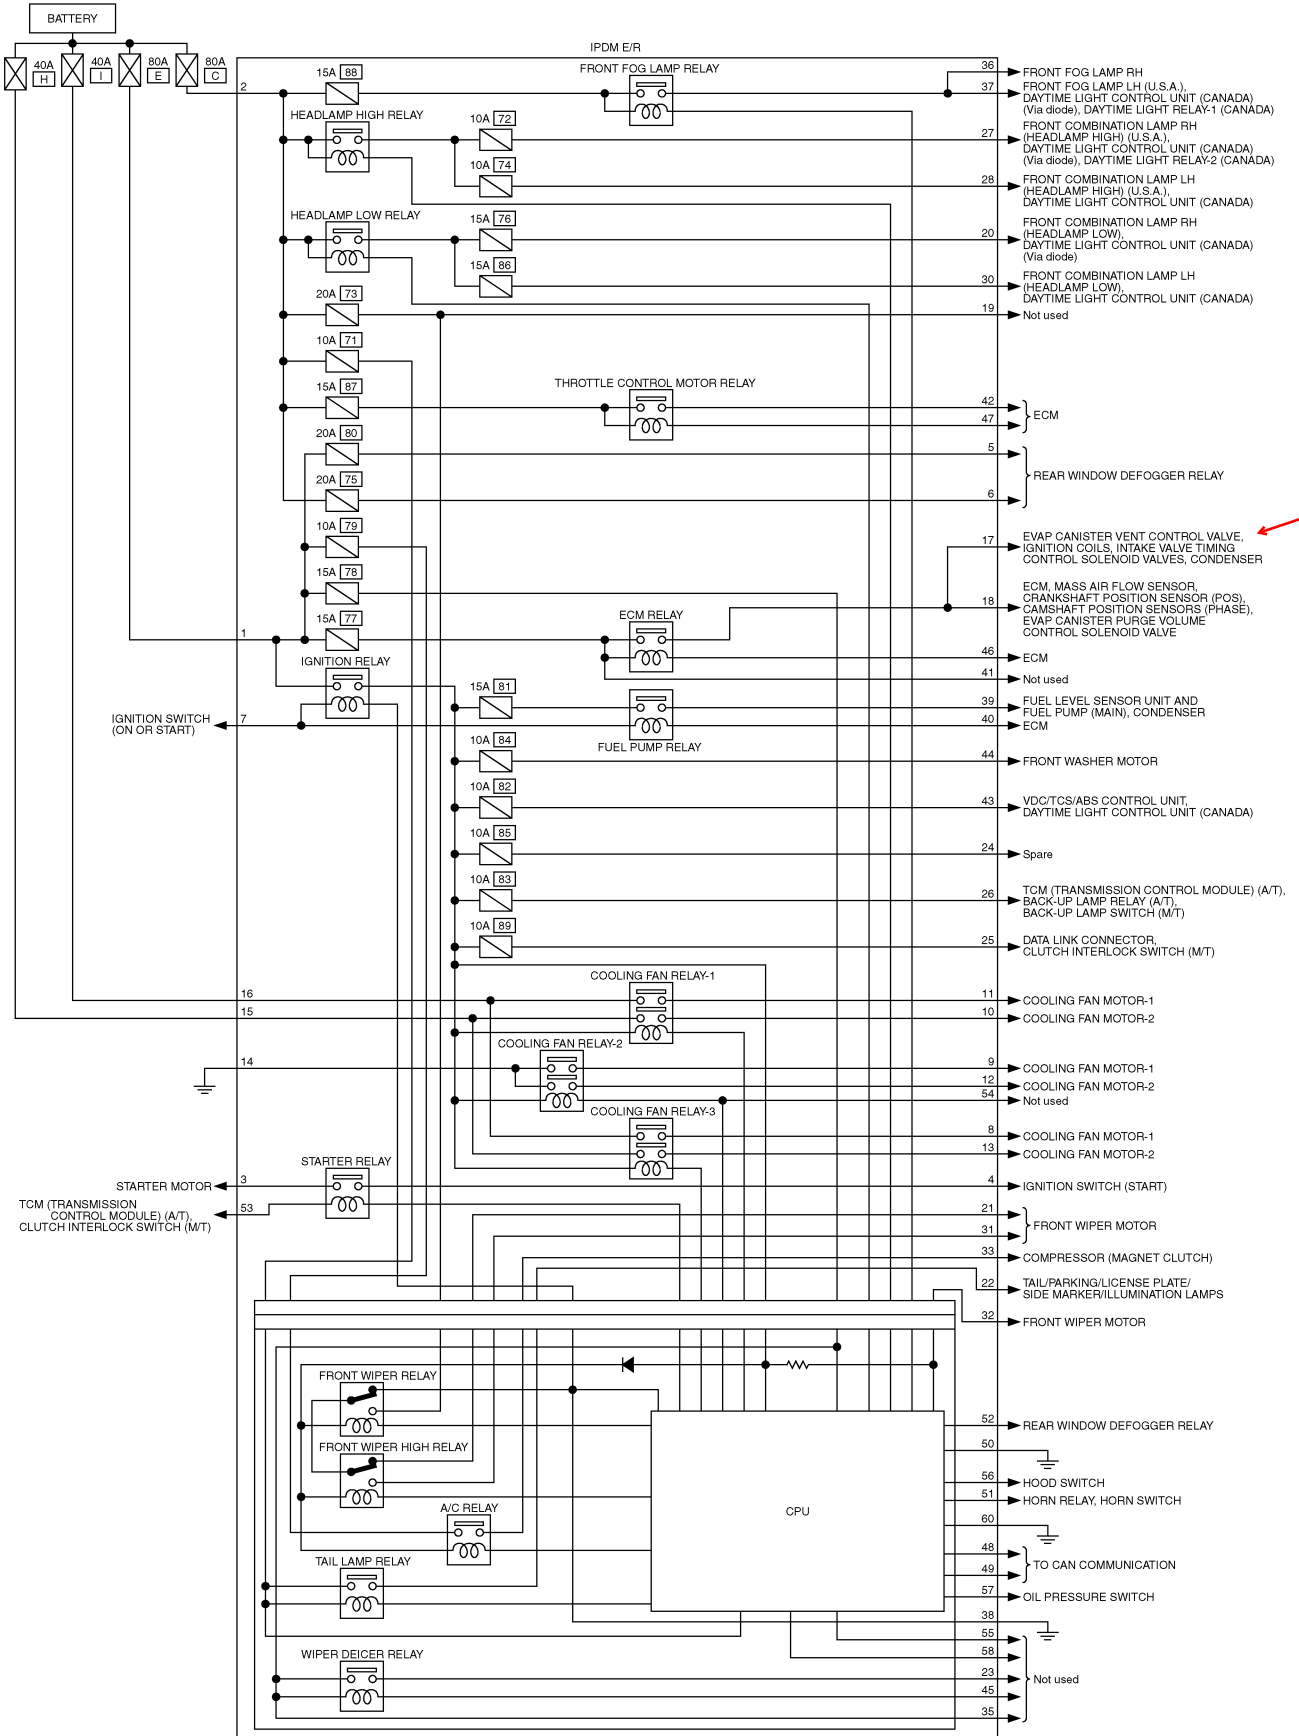 BATTERY
40A
H
40A
I
80A
E
80A
C
IPDM E/R
2
15A 88
FRONT FOG LAMP RELAY
36
FRONT FOG LAMP RH
37
FRONT FOG LAMP LH (U.S.A.),
DAYTIME LIGHT CONTROL UNIT (CANADA)
(Via diode), DAYTIME LIGHT RELAY-1 (CANADA)
HEADLAMP HIGH RELAY
10A 72
27
FRONT COMBINATION LAMP RH
(HEADLAMP HIGH) (U.S.A.),
DAYTIME LIGHT CONTROL UNIT (CANADA)
(Via diode), DAYTIME LIGHT RELAY-2 (CANADA)
10A 74
28
FRONT COMBINATION LAMP LH
(HEADLAMP HIGH) (U.S.A.),
DAYTIME LIGHT CONTROL UNIT (CANADA)
HEADLAMP LOW RELAY
15A 76
20
FRONT COMBINATION LAMP RH
(HEADLAMP LOW),
DAYTIME LIGHT CONTROL UNIT (CANADA)
(Via diode)
15A 86
30
FRONT COMBINATION LAMP LH
(HEADLAMP LOW),
DAYTIME LIGHT CONTROL UNIT (CANADA)
20A 73
19
Not used
10A 71
15A 87
THROTTLE CONTROL MOTOR RELAY
42
47
ECM
20A 80
5
20A 75
6
REAR WINDOW DEFOGGER RELAY
10A 79
17
EVAP CANISTER VENT CONTROL VALVE,
IGNITION COILS, INTAKE VALVE TIMING
CONTROL SOLENOID VALVES, CONDENSER
15A 78
18
ECM, MASS AIR FLOW SENSOR,
CRANKSHAFT POSITION SENSOR (POS),
CAMSHAFT POSITION SENSORS (PHASE),
EVAP CANISTER PURGE VOLUME
CONTROL SOLENOID VALVE
1
15A 77
ECM RELAY
46
ECM
41
Not used
IGNITION RELAY
15A 81
39
FUEL LEVEL SENSOR UNIT AND
FUEL PUMP (MAIN), CONDENSER
IGNITION SWITCH
(ON OR START)
7
40
ECM
FUEL PUMP RELAY
10A 84
44
FRONT WASHER MOTOR
10A 82
43
VDC/TCS/ABS CONTROL UNIT,
DAYTIME LIGHT CONTROL UNIT (CANADA)
10A 85
24
Spare
10A 83
26
TCM (TRANSMISSION CONTROL MODULE) (A/T),
BACK-UP LAMP RELAY (A/T),
BACK-UP LAMP SWITCH (M/T)
10A 89
25
DATA LINK CONNECTOR,
CLUTCH INTERLOCK SWITCH (M/T)
COOLING FAN RELAY-1
16
11
COOLING FAN MOTOR-1
15
10
COOLING FAN MOTOR-2
COOLING FAN RELAY-2
14
9
COOLING FAN MOTOR-1
12
COOLING FAN MOTOR-2
54
Not used
COOLING FAN RELAY-3
8
COOLING FAN MOTOR-1
13
COOLING FAN MOTOR-2
STARTER RELAY
STARTER MOTOR
3
4
IGNITION SWITCH (START)
TCM (TRANSMISSION
CONTROL MODULE) (A/T),
CLUTCH INTERLOCK SWITCH (M/T)
53
21
31
FRONT WIPER MOTOR
33
COMPRESSOR (MAGNET CLUTCH)
22
TAIL/PARKING/LICENSE PLATE/
SIDE MARKER/ILLUMINATION LAMPS
32
FRONT WIPER MOTOR
FRONT WIPER RELAY
52
REAR WINDOW DEFOGGER RELAY
FRONT WIPER HIGH RELAY
50
56
HOOD SWITCH
A/C RELAY
51
HORN RELAY, HORN SWITCH
CPU
60
48
49
TO CAN COMMUNICATION
TAIL LAMP RELAY
57
OIL PRESSURE SWITCH
38
55
58
WIPER DEICER RELAY
23
45
35
Not used